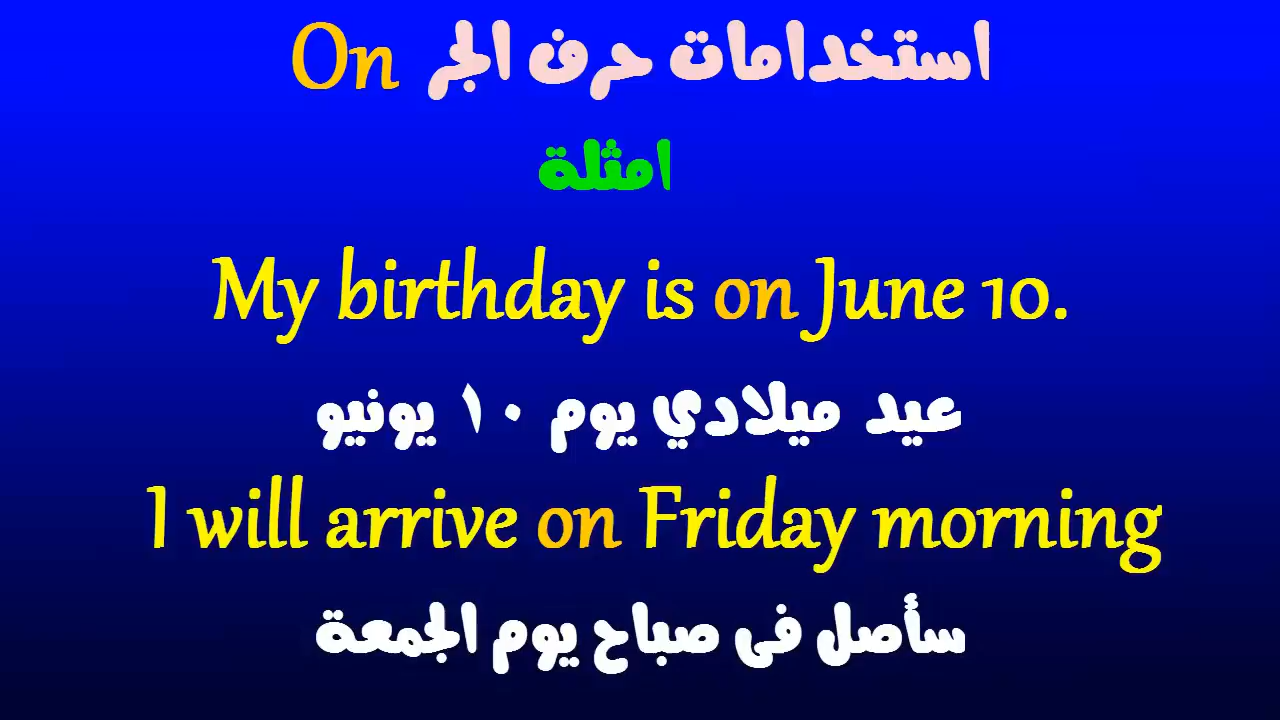 استخدامات حرف الجر On
امثلة
My birthday is on June 10.
عيد ميلادي يوم ١٠ يونيو
I will arrive on Friday morning
سأصل فى صباح يوم الجمعة